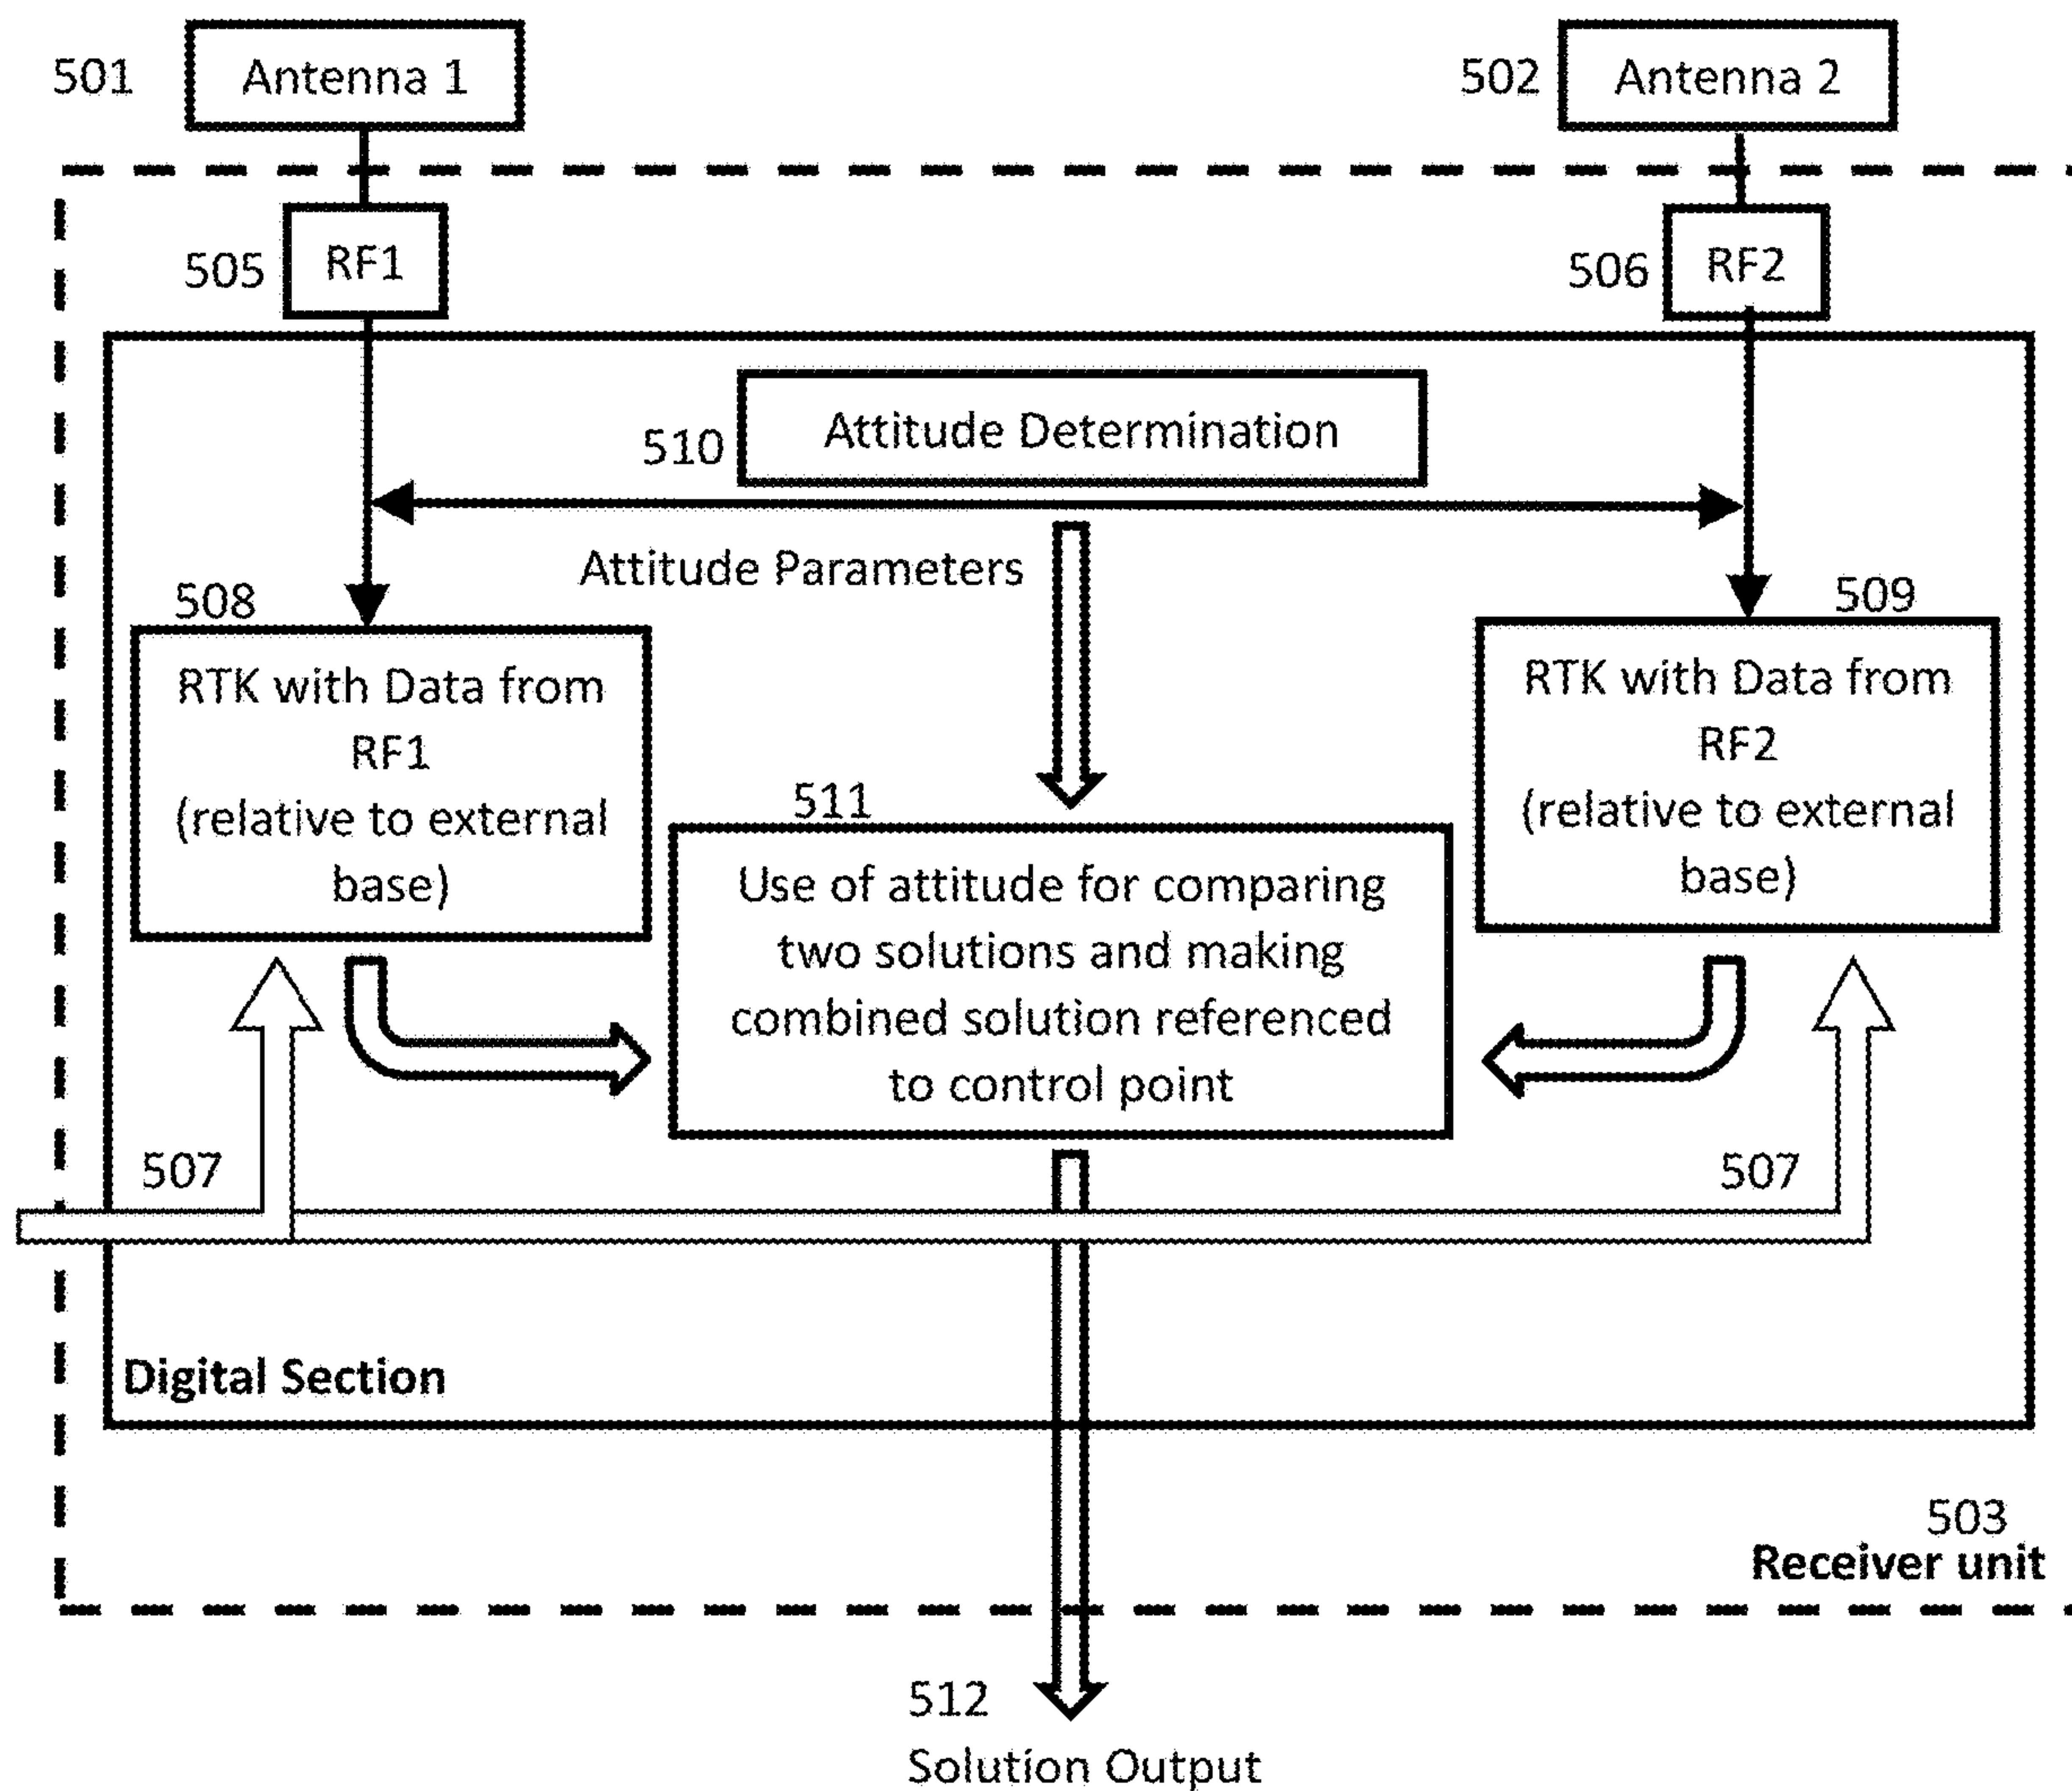 501
Antenna 1
502
Antenna 2
505
RF1
506
RF2
510
Attitude Determination
Attitude Parameters
508
RTK with Data from
RF1
(relative to external
base)
509
RTK with Data from
RF2
(relative to external
base)
511
Use of attitude for comparing
two solutions and making
combined solution referenced
to control point
507
507
Digital Section
503
Receiver unit
512
Solution Output